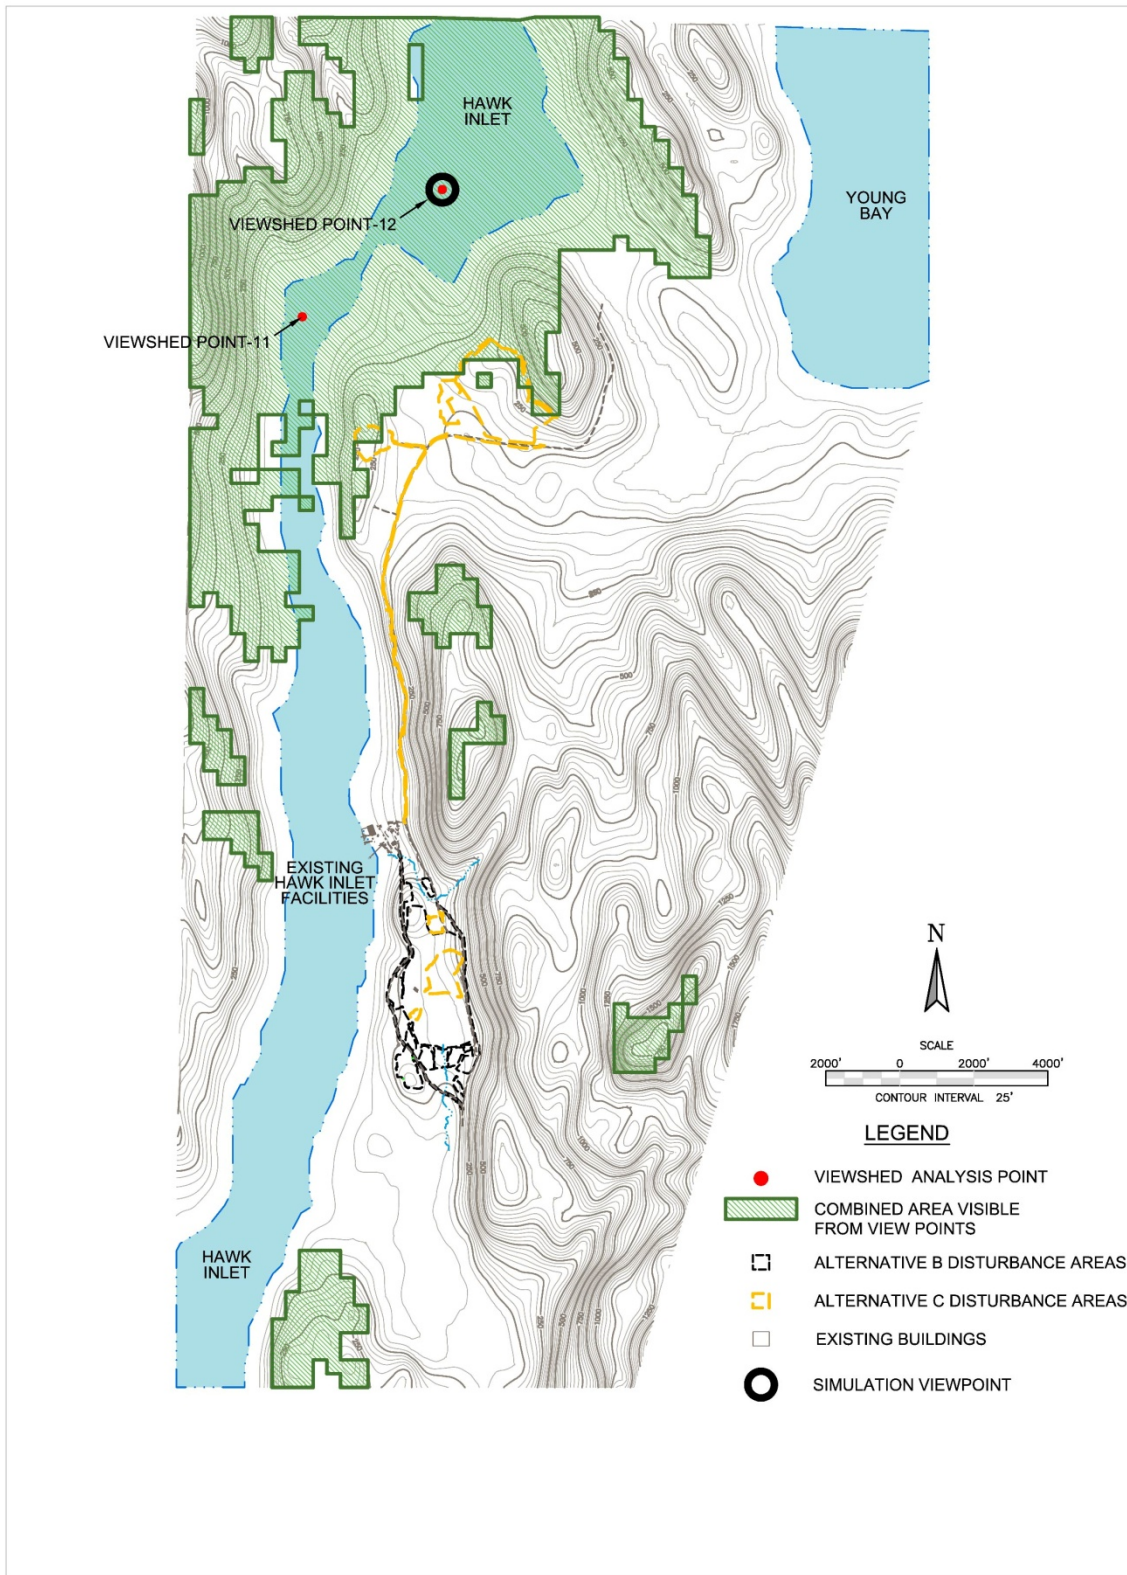 HAWK
INLET
YOUNG
BAY
VIEWSHED POINT-12
VIEWSHED POINT-11
EXISTING
HAWK INLET
FACILITIES
HAWK
INLET
N
SCALE
2000' 0 2000' 4000'
CONTOUR INTERVAL 25'
LEGEND
VIEWSHED ANALYSIS POINT
COMBINED AREA VISIBLE
FROM VIEW POINTS
ALTERNATIVE B DISTURBANCE AREAS
ALTERNATIVE C DISTURBANCE AREAS
EXISTING BUILDINGS
SIMULATION VIEWPOINT